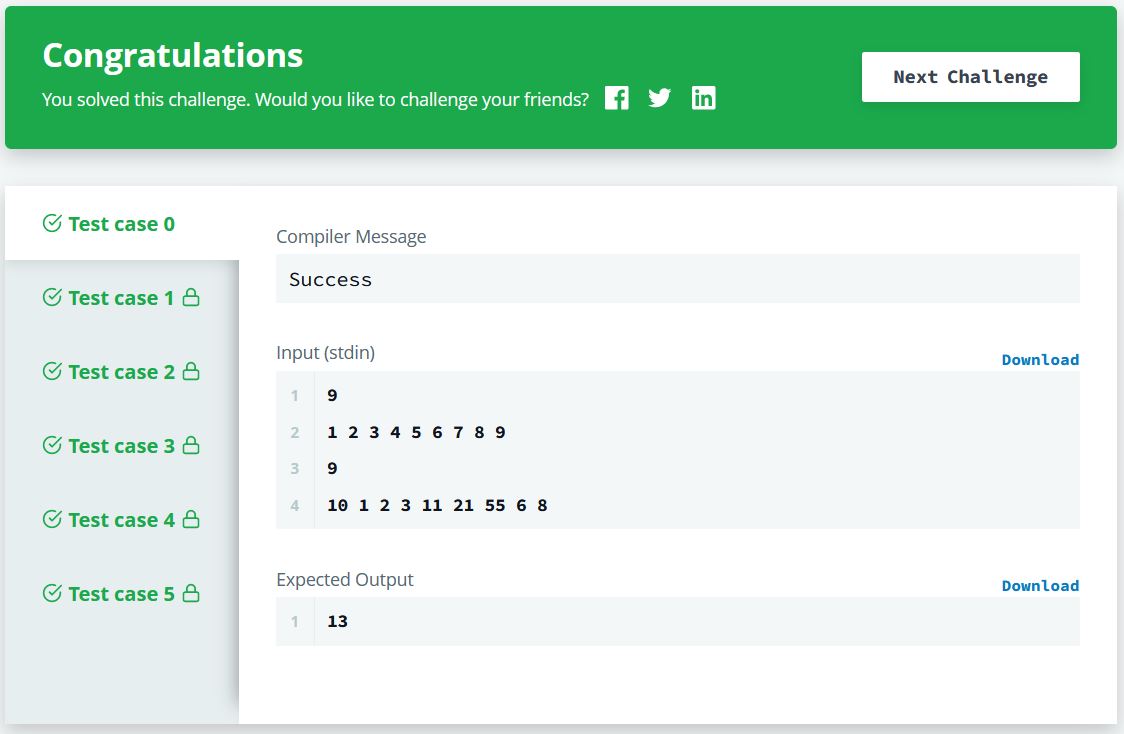 Congratulations
You solved this challenge. Would you like to challenge your friends?
Next Challenge
Test case 0
Test case 1
Test case 2
Test case 3
Test case 4
Test case 5
Compiler Message
Success
Input (stdin)
Download
1 9
2 1 2 3 4 5 6 7 8 9
3 9
4 10 1 2 3 11 21 55 6 8
Expected Output
Download
1 13